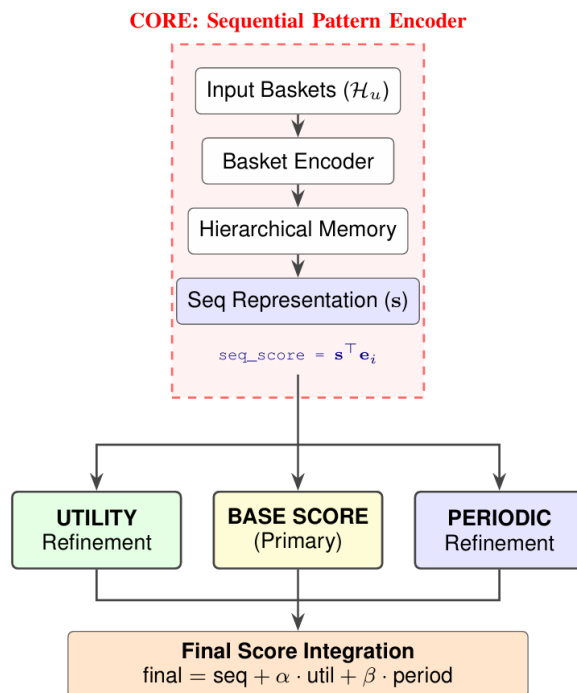 CORE: Sequential Pattern Encoder
Input Baskets (ℋᵤ)
Basket Encoder
Hierarchical Memory
Seq Representation (s)
seq_score = s⊤eᵢ
UTILITY
Refinement
BASE SCORE
(Primary)
PERIODIC
Refinement
Final Score Integration
final = seq + α · util + β · period